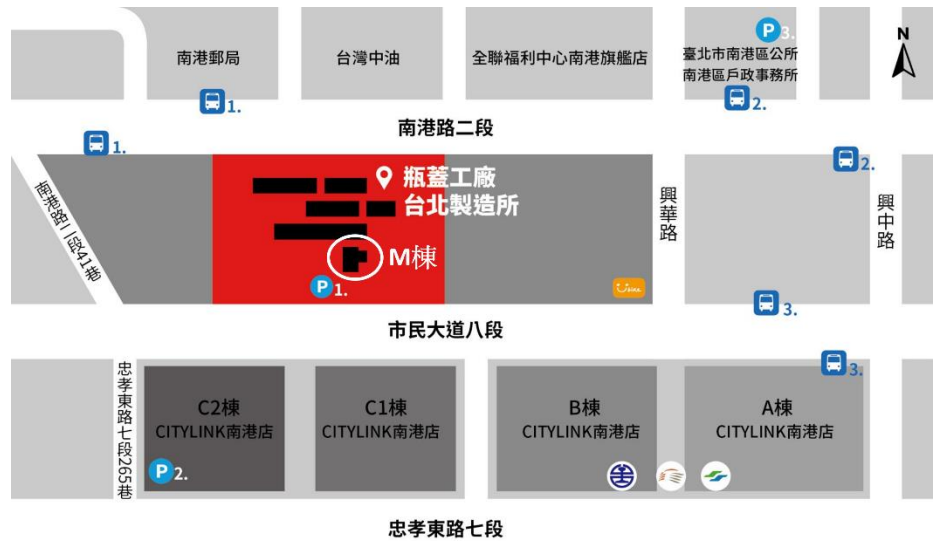 南港郵局
台灣中油
全聯福利中心南港旗艦店
P3.
臺北市南港區公所
南港區戶政事務所
N
1.
2.
南港路二段
1.
2.
南港路二段41巷
瓶蓋工廠
台北製造所
M棟
P1.
興華路
興中路
3.
市民大道八段
3.
忠孝東路七段265巷
C2棟
CITYLINK南港店
P2.
C1棟
CITYLINK南港店
B棟
CITYLINK南港店
A棟
CITYLINK南港店
忠孝東路七段